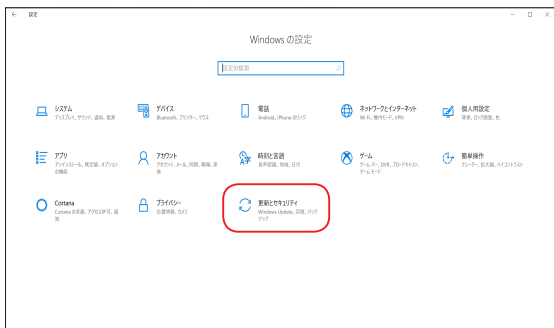 設定
Windows の設定
設定の検索
システム
ディスプレイ、サウンド、通知、電源
デバイス
Bluetooth、プリンター、マウス
電話
Android、iPhone のリンク
ネットワークとインターネット
Wi-Fi、機内モード、VPN
個人用設定
背景、ロック画面、色
アプリ
アンインストール、既定値、オプション
の機能
アカウント
アカウント、メール、同期、職場、家
族
時刻と言語
音声認識、地域、日付
ゲーム
ゲーム バー、DVR、ブロードキャスト、
ゲーム モード
簡単操作
ナレーター、拡大鏡、ハイコントラスト
Cortana
Cortana の言語、アクセス許可、通
知
プライバシー
位置情報、カメラ
更新とセキュリティ
Windows Update、回復、バック
アップ